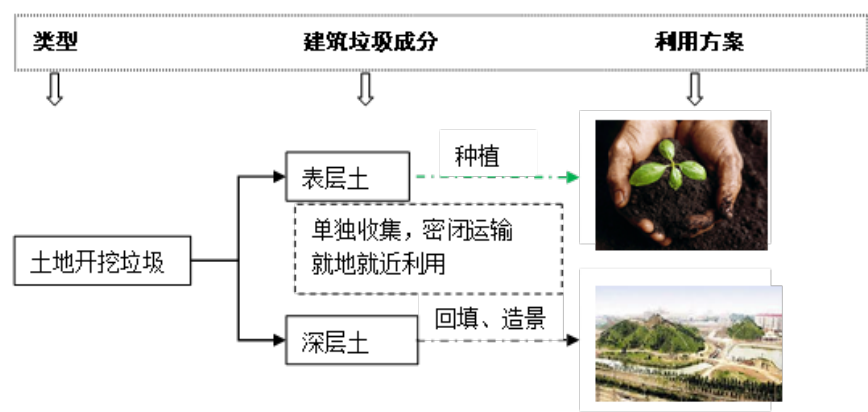 类型 建筑垃圾成分 利用方案
种植
表层土
单独收集，密闭运输
就地就近利用
土地开挖垃圾
回填、造景
深层土